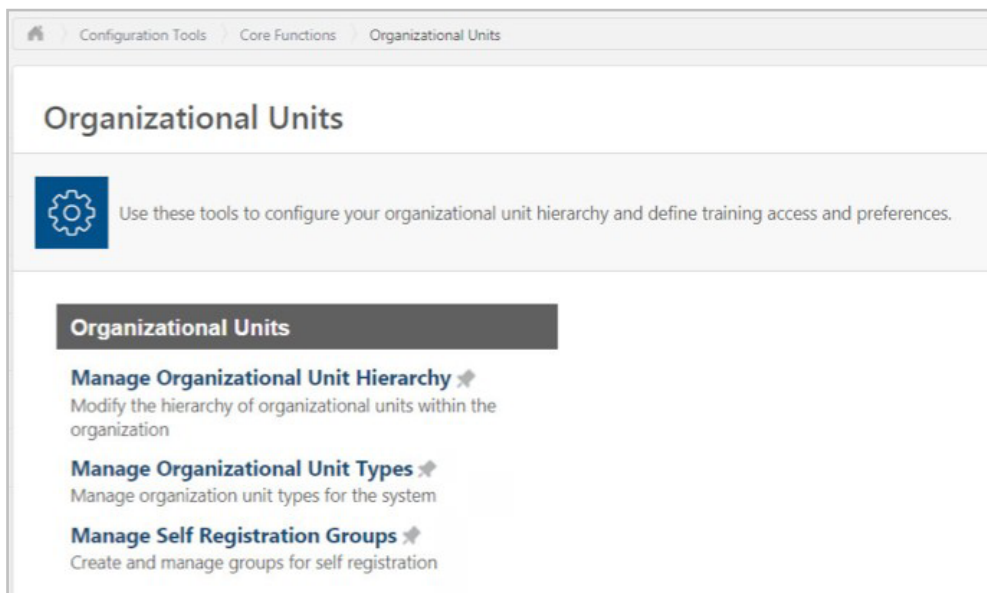 Configuration Tools Core Functions Organizational Units
Organizational Units
Use these tools to configure your organizational unit hierarchy and define training access and preferences.
Organizational Units
Manage Organizational Unit Hierarchy
Modify the hierarchy of organizational units within the
organization
Manage Organizational Unit Types
Manage organization unit types for the system
Manage Self Registration Groups
Create and manage groups for self registration